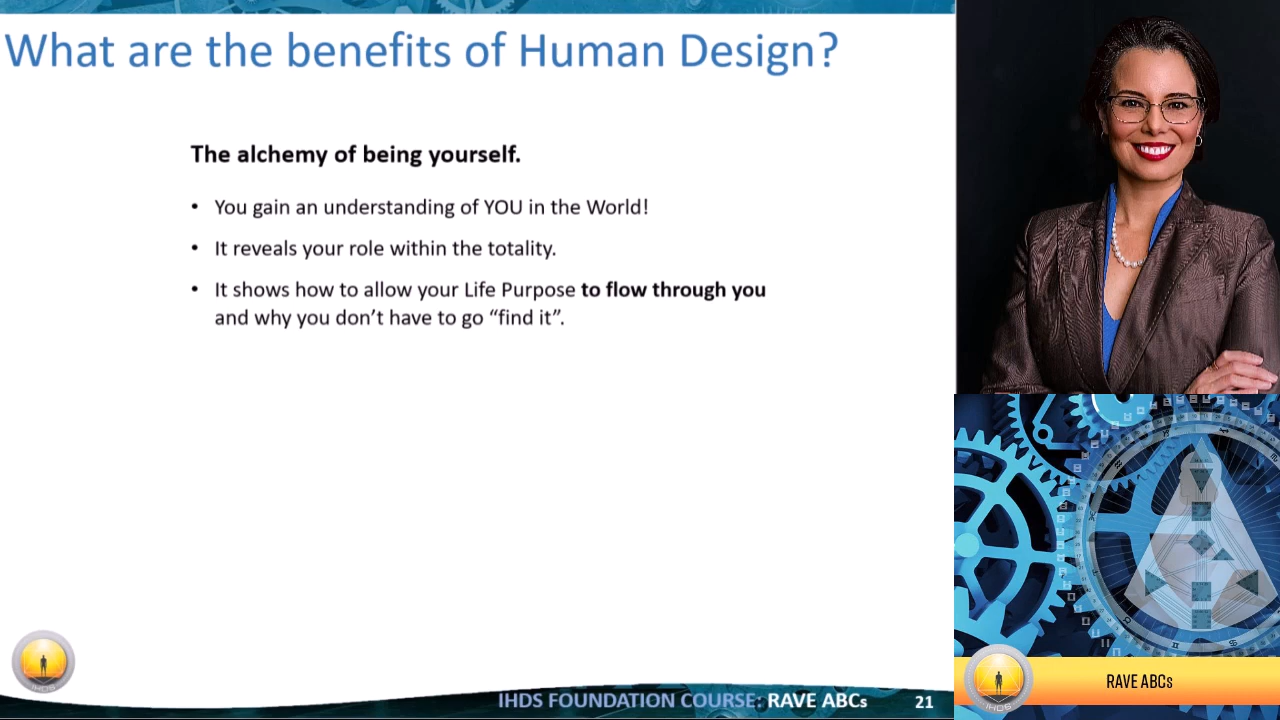 What are the benefits of Human Design?
The alchemy of being yourself.
• You gain an understanding of YOU in the World!
• It reveals your role within the totality.
• It shows how to allow your Life Purpose to flow through you
and why you don’t have to go “find it”.
IHDS
IHDS FOUNDATION COURSE: RAVE ABCs
21
IHDS
RAVE ABCs